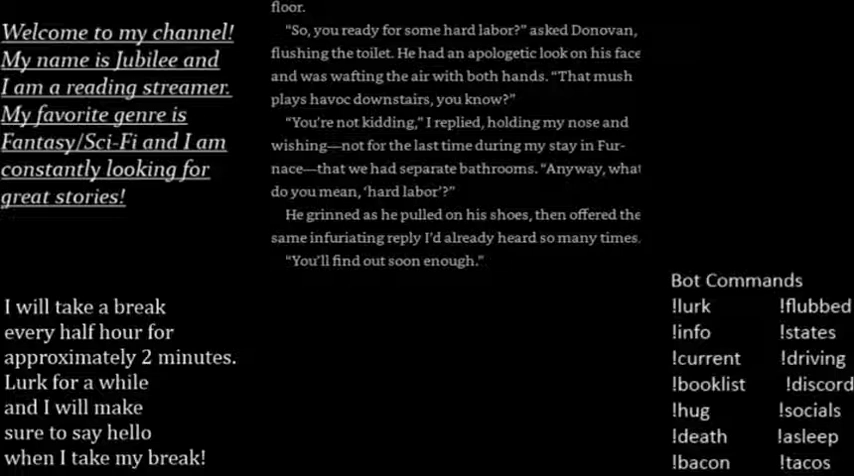 Welcome to my channel!
My name is Jubilee and
I am a reading streamer.
My favorite genre is
Fantasy/Sci-Fi and I am
constantly looking for
great stories!
I will take a break
every half hour for
approximately 2 minutes.
Lurk for a while
and I will make
sure to say hello
when I take my break!
floor.
“So, you ready for some hard labor?” asked Donovan,
flushing the toilet. He had an apologetic look on his face
and was wafting the air with both hands. “That mush
plays havoc downstairs, you know?”
“You’re not kidding,” I replied, holding my nose and
wishing—not for the last time during my stay in Fur-
nace—that we had separate bathrooms. “Anyway, what
do you mean, ‘hard labor’?”
He grinned as he pulled on his shoes, then offered the
same infuriating reply I’d already heard so many times.
“You’ll find out soon enough.”
Bot Commands
!lurk !flubbed
!info !states
!current !driving
!booklist !discord
!hug !socials
!death !asleep
!bacon !tacos